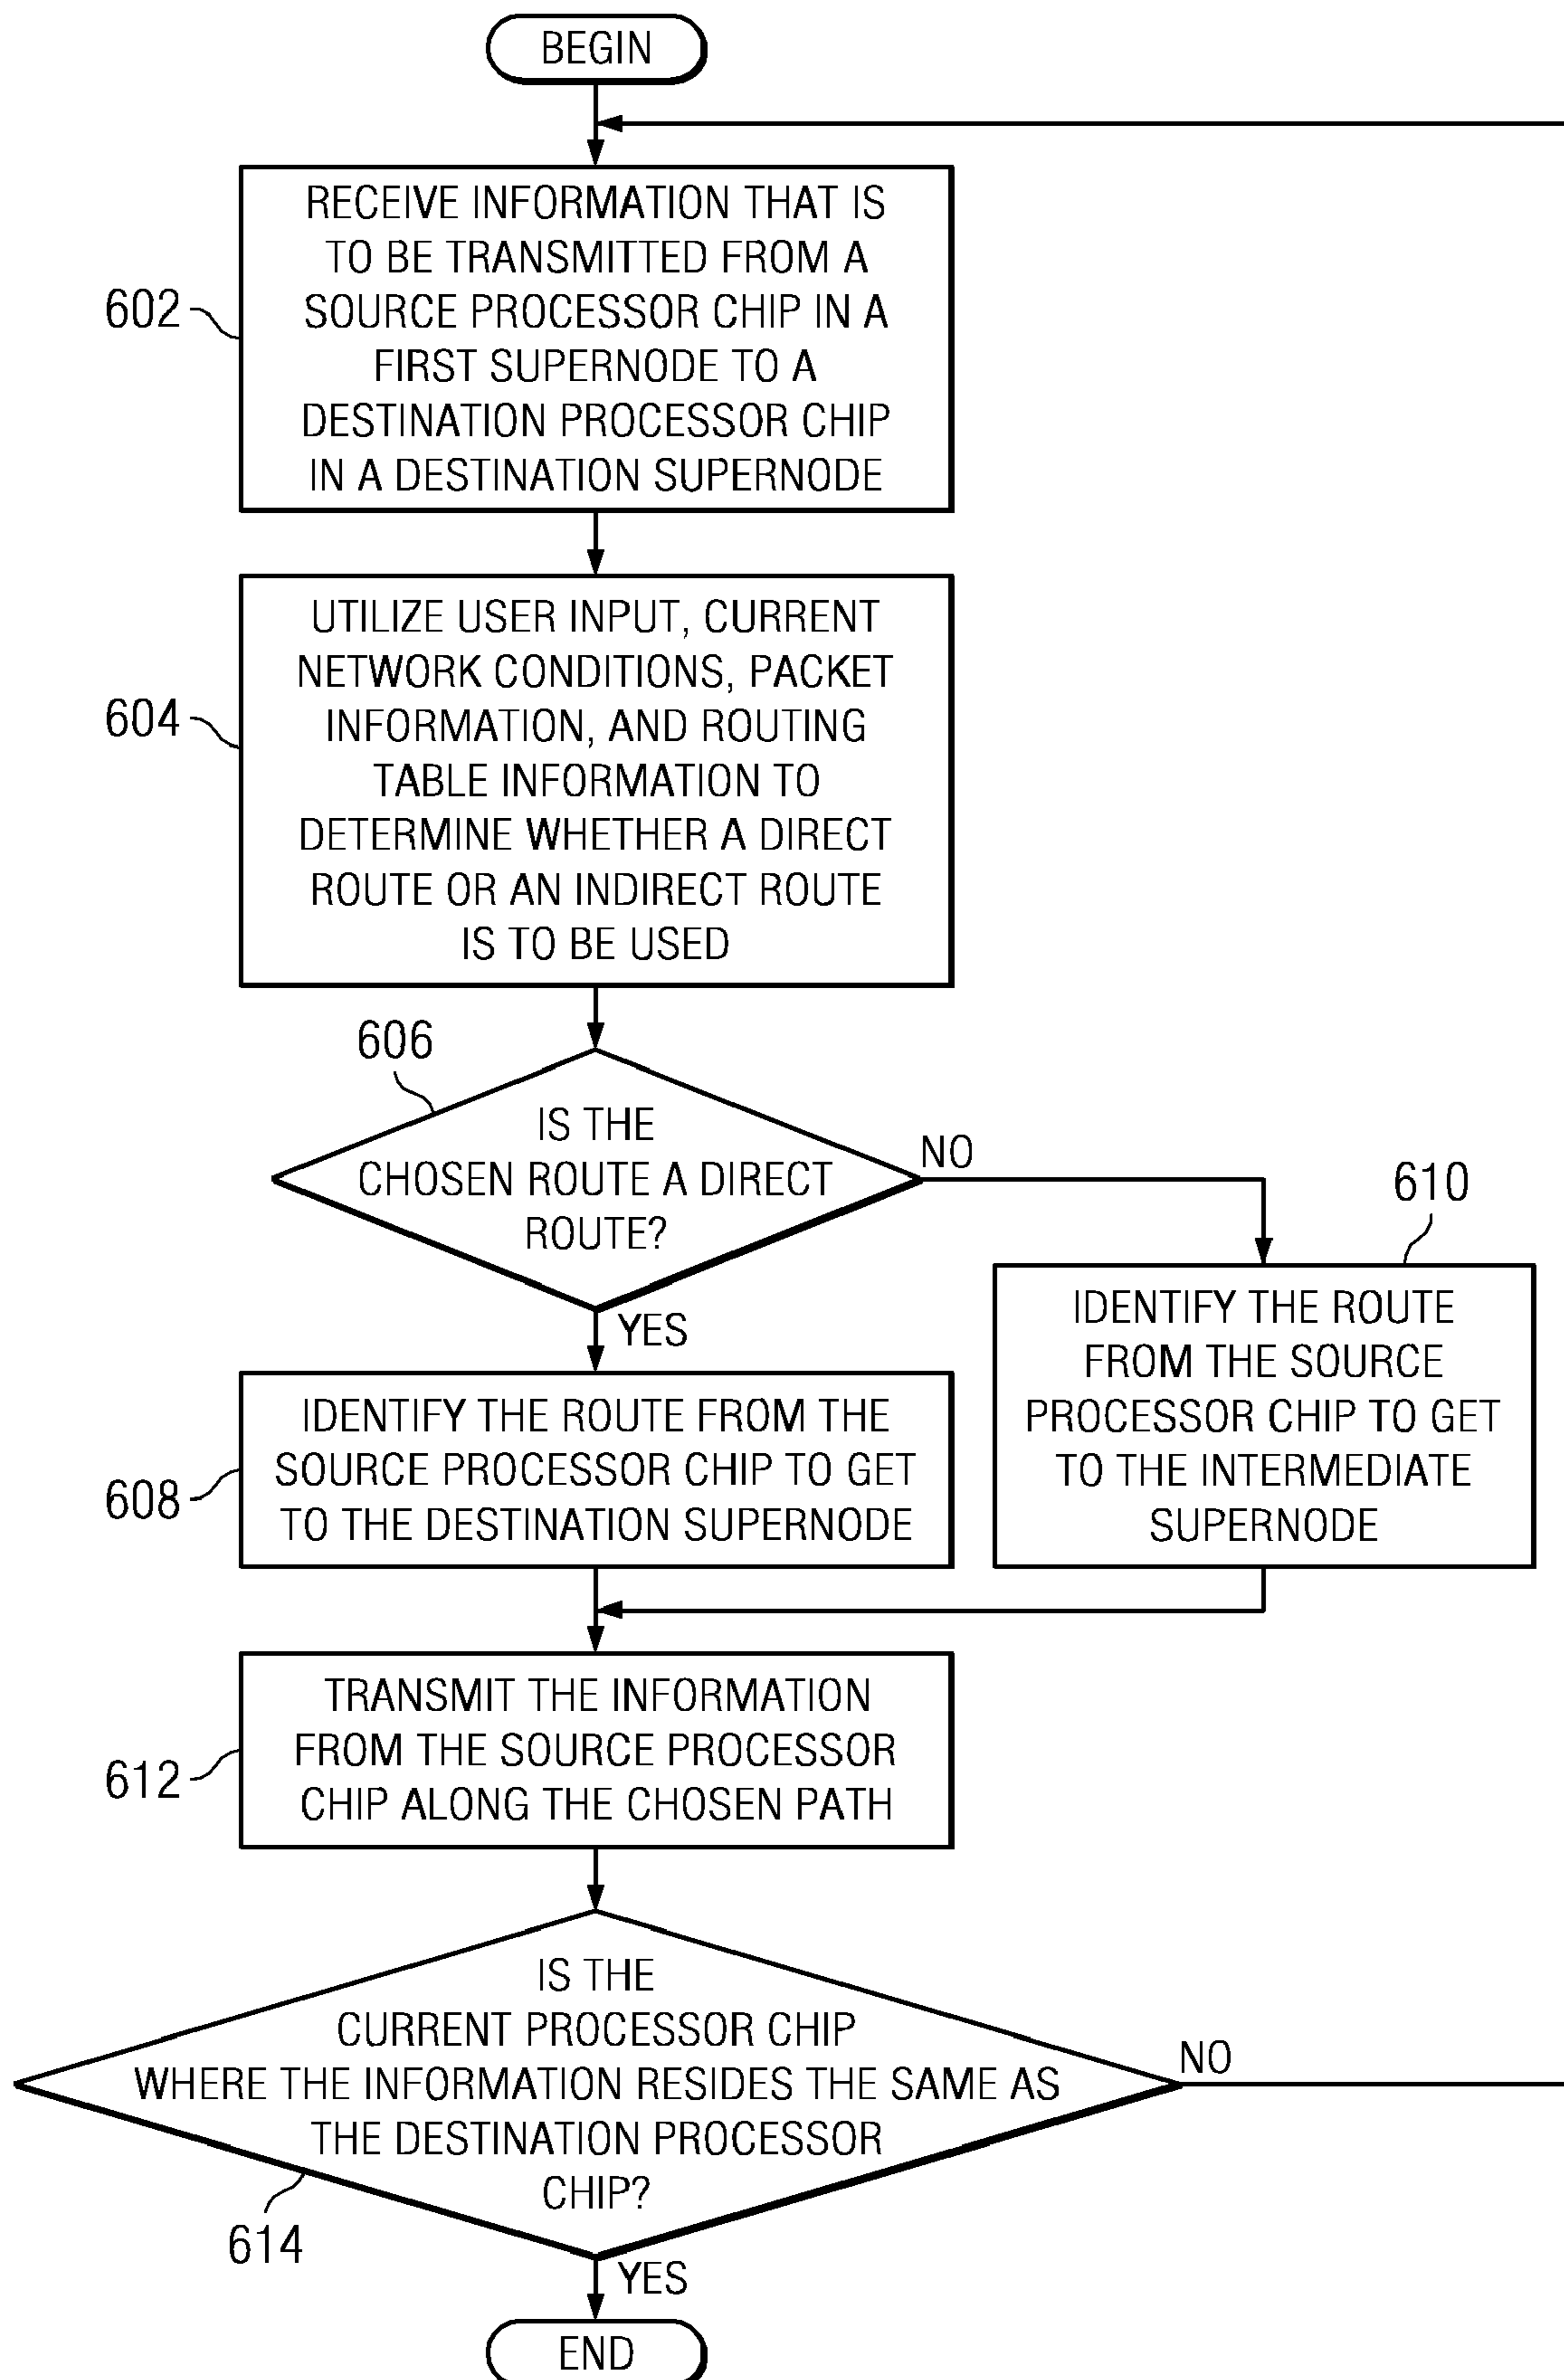 BEGIN
602
RECEIVE INFORMATION THAT IS
TO BE TRANSMITTED FROM A
SOURCE PROCESSOR CHIP IN A
FIRST SUPERNODE TO A
DESTINATION PROCESSOR CHIP
IN A DESTINATION SUPERNODE
604
UTILIZE USER INPUT, CURRENT
NETWORK CONDITIONS, PACKET
INFORMATION, AND ROUTING
TABLE INFORMATION TO
DETERMINE WHETHER A DIRECT
ROUTE OR AN INDIRECT ROUTE
IS TO BE USED
606
IS THE
CHOSEN ROUTE A DIRECT
ROUTE?
NO
YES
610
IDENTIFY THE ROUTE
FROM THE SOURCE
PROCESSOR CHIP TO GET
TO THE INTERMEDIATE
SUPERNODE
608
IDENTIFY THE ROUTE FROM THE
SOURCE PROCESSOR CHIP TO GET
TO THE DESTINATION SUPERNODE
612
TRANSMIT THE INFORMATION
FROM THE SOURCE PROCESSOR
CHIP ALONG THE CHOSEN PATH
IS THE
CURRENT PROCESSOR CHIP
WHERE THE INFORMATION RESIDES THE SAME AS
THE DESTINATION PROCESSOR
CHIP?
NO
614
YES
END